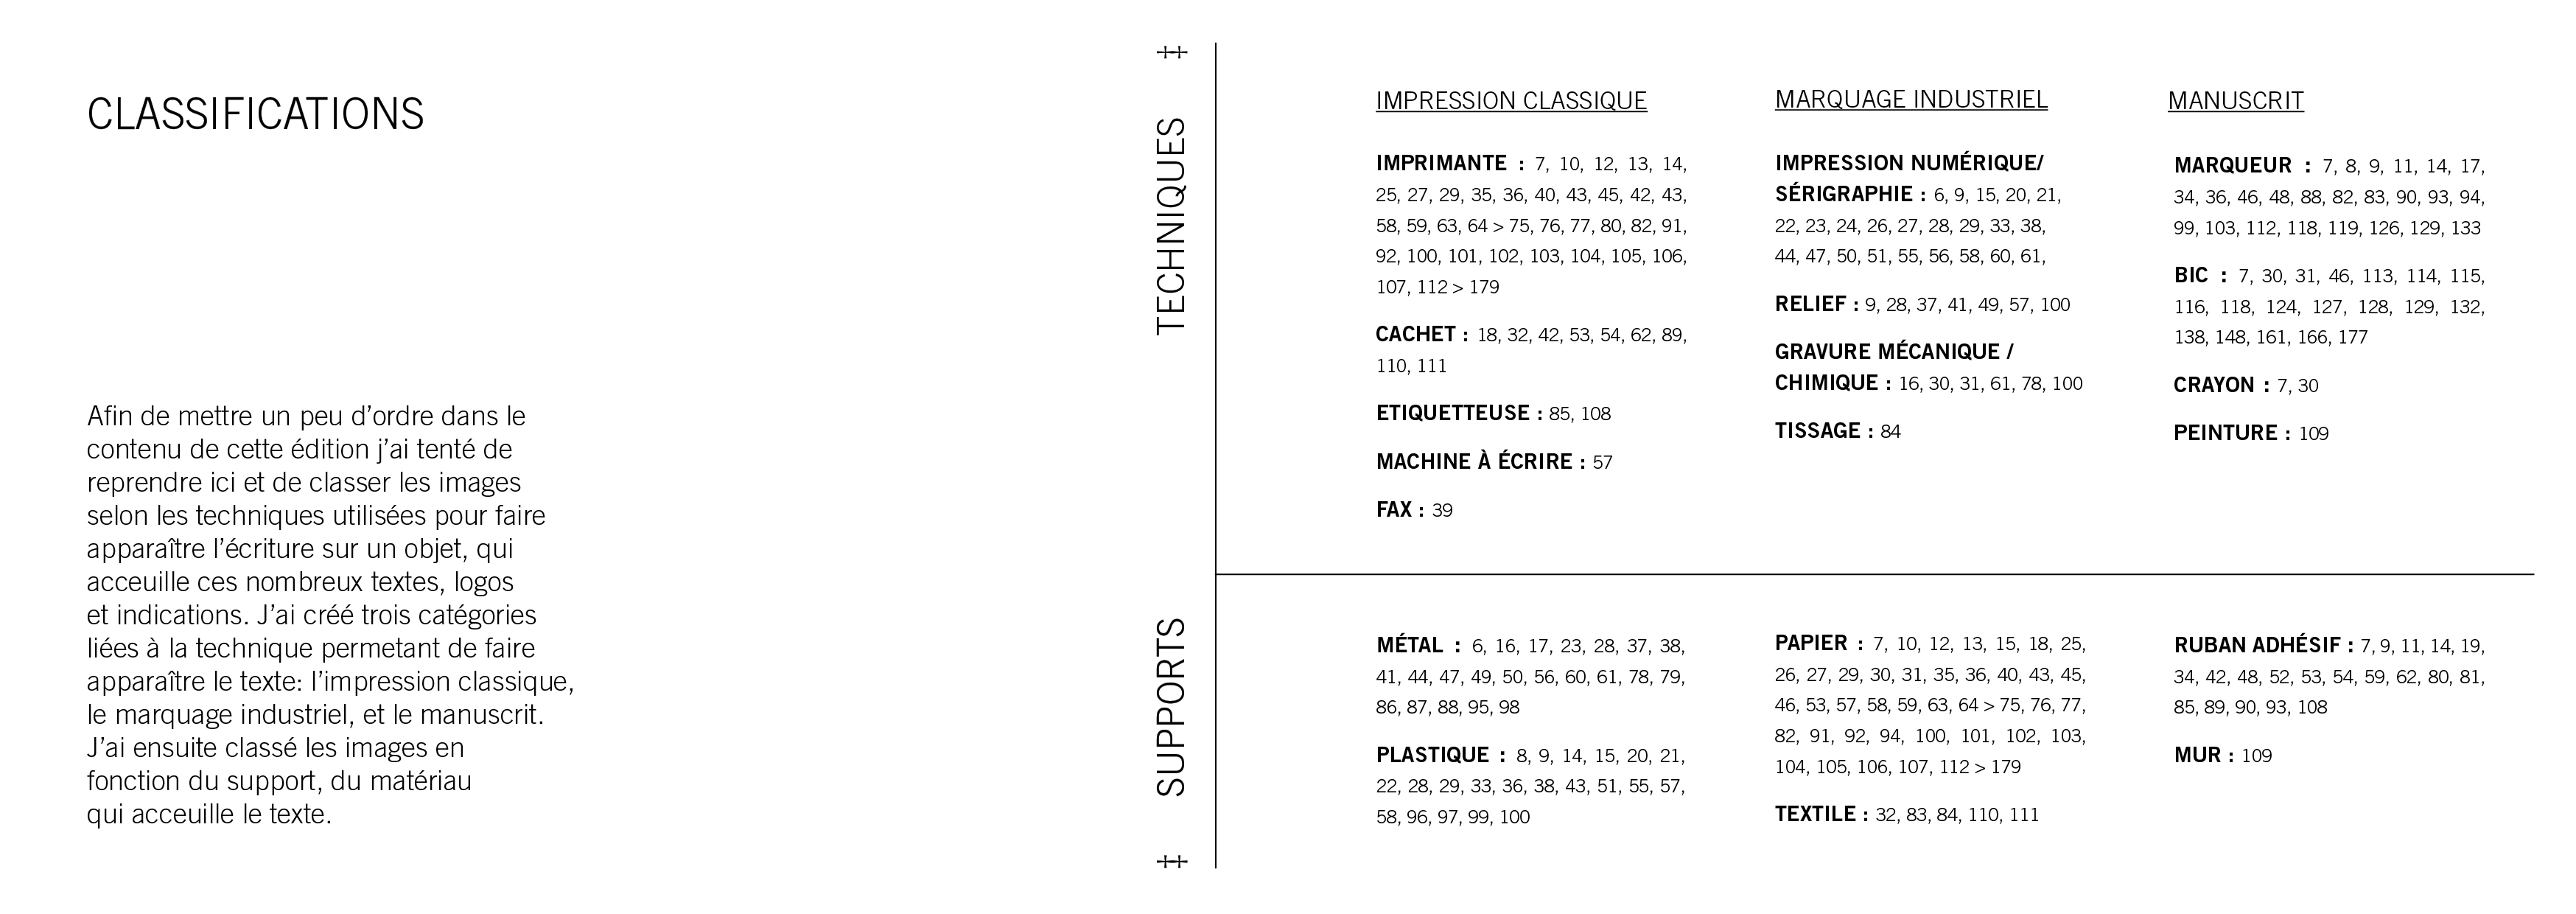 CLASSIFICATIONS
Afin de mettre un peu d’ordre dans le
contenu de cette édition j’ai tenté de
reprendre ici et de classer les images
selon les techniques utilisées pour faire
apparaître l’écriture sur un objet, qui
acceuille ces nombreux textes, logos
et indications. J’ai créé trois catégories
liées à la technique permetant de faire
apparaître le texte: l’impression classique,
le marquage industriel, et le manuscrit.
J’ai ensuite classé les images en
fonction du support, du matériau
qui acceuille le texte.
‡
TECHNIQUES
IMPRESSION CLASSIQUE
IMPRIMANTE : 7, 10, 12, 13, 14,
25, 27, 29, 35, 36, 40, 43, 45, 42, 43,
58, 59, 63, 64 > 75, 76, 77, 80, 82, 91,
92, 100, 101, 102, 103, 104, 105, 106,
107, 112 > 179
CACHET : 18, 32, 42, 53, 54, 62, 89,
110, 111
ETIQUETTEUSE : 85, 108
MACHINE À ÉCRIRE : 57
FAX : 39
MARQUAGE INDUSTRIEL
IMPRESSION NUMÉRIQUE/
SÉRIGRAPHIE : 6, 9, 15, 20, 21,
22, 23, 24, 26, 27, 28, 29, 33, 38,
44, 47, 50, 51, 55, 56, 58, 60, 61,
RELIEF : 9, 28, 37, 41, 49, 57, 100
GRAVURE MÉCANIQUE /
CHIMIQUE : 16, 30, 31, 61, 78, 100
TISSAGE : 84
MANUSCRIT
MARQUEUR : 7, 8, 9, 11, 14, 17,
34, 36, 46, 48, 88, 82, 83, 90, 93, 94,
99, 103, 112, 118, 119, 126, 129, 133
BIC : 7, 30, 31, 46, 113, 114, 115,
116, 118, 124, 127, 128, 129, 132,
138, 148, 161, 166, 177
CRAYON : 7, 30
PEINTURE : 109
SUPPORTS
MÉTAL : 6, 16, 17, 23, 28, 37, 38,
41, 44, 47, 49, 50, 56, 60, 61, 78, 79,
86, 87, 88, 95, 98
PLASTIQUE : 8, 9, 14, 15, 20, 21,
22, 28, 29, 33, 36, 38, 43, 51, 55, 57,
58, 96, 97, 99, 100
PAPIER : 7, 10, 12, 13, 15, 18, 25,
26, 27, 29, 30, 31, 35, 36, 40, 43, 45,
46, 53, 57, 58, 59, 63, 64 > 75, 76, 77,
82, 91, 92, 94, 100, 101, 102, 103,
104, 105, 106, 107, 112 > 179
TEXTILE : 32, 83, 84, 110, 111
RUBAN ADHÉSIF : 7, 9, 11, 14, 19,
34, 42, 48, 52, 53, 54, 59, 62, 80, 81,
85, 89, 90, 93, 108
MUR : 109
‡